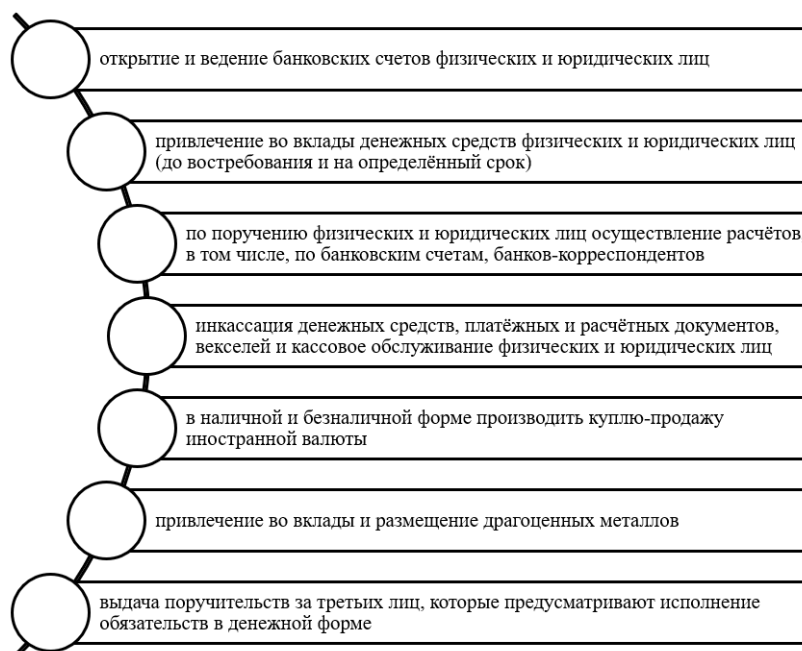 открытие и ведение банковских счетов физических и юридических лиц
привлечение во вклады денежных средств физических и юридических лиц
(до востребования и на определённый срок)
по поручению физических и юридических лиц осуществление расчётов
в том числе, по банковским счетам, банков-корреспондентов
инкассация денежных средств, платёжных и расчётных документов,
векселей и кассовое обслуживание физических и юридических лиц
в наличной и безналичной форме производить куплю-продажу
иностранной валюты
привлечение во вклады и размещение драгоценных металлов
выдача поручительств за третьих лиц, которые предусматривают исполнение
обязательств в денежной форме